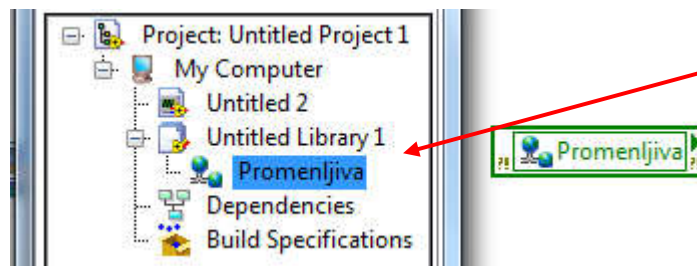 Project: Untitled Project 1
My Computer
Untitled 2
Untitled Library 1
Promenljiva
Dependencies
Build Specifications
?! Promenljiva ?!